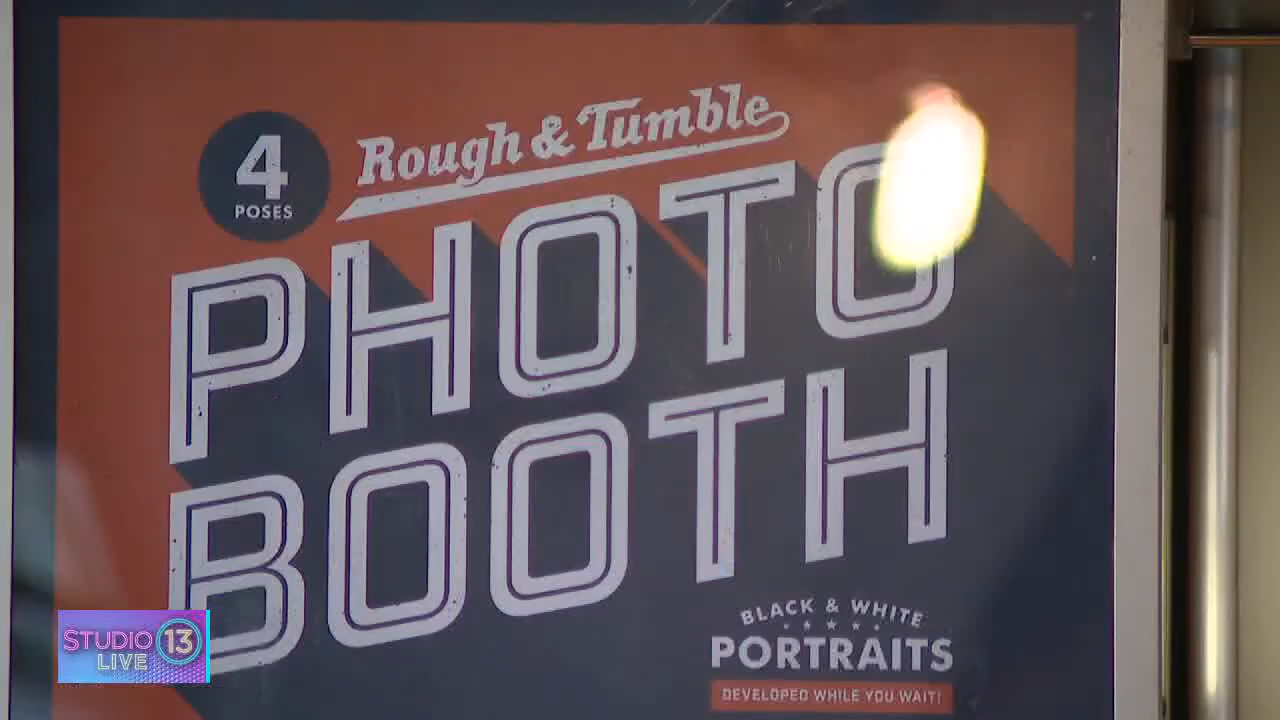 4
POSES
Rough & Tumble
PHOTO
BOOTH
BLACK & WHITE
PORTRAITS
DEVELOPED WHILE YOU WAIT!
STUDIO 13
LIVE